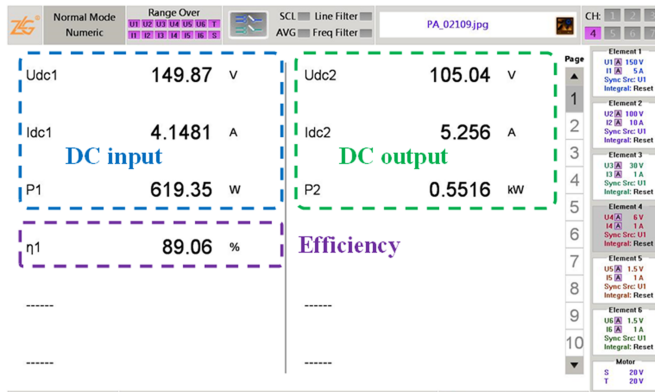 ZLG
Normal Mode
Numeric
Range Over
U1 U2 U3 U4 U5 U6 T
I1 I2 I3 I4 I5 I6 S
SCL Line Filter
AVG Freq Filter
PA_02109.jpg
CH: 1 2 3
4 5 6 7
Udc1 149.87 V
Udc2 105.04 V
Idc1 4.1481 A
Idc2 5.256 A
DC input
DC output
P1 619.35 W
P2 0.5516 kW
η1 89.06 %
Efficiency
------
------
------
------
Page
1
2
3
4
5
6
7
8
9
10
Element 1
U1 A 150 V
I1 A 5 A
Sync Src: U1
Integral: Reset
Element 2
U2 A 100 V
I2 A 10 A
Sync Src: U1
Integral: Reset
Element 3
U3 A 30 V
I3 A 1 A
Sync Src: U1
Integral: Reset
Element 4
U4 A 6 V
I4 A 1 A
Sync Src: U1
Integral: Reset
Element 5
U5 A 1.5 V
I5 A 1 A
Sync Src: U1
Integral: Reset
Element 6
U6 A 1.5 V
I6 A 1 A
Sync Src: U1
Integral: Reset
Motor
S 20 V
T 20 V